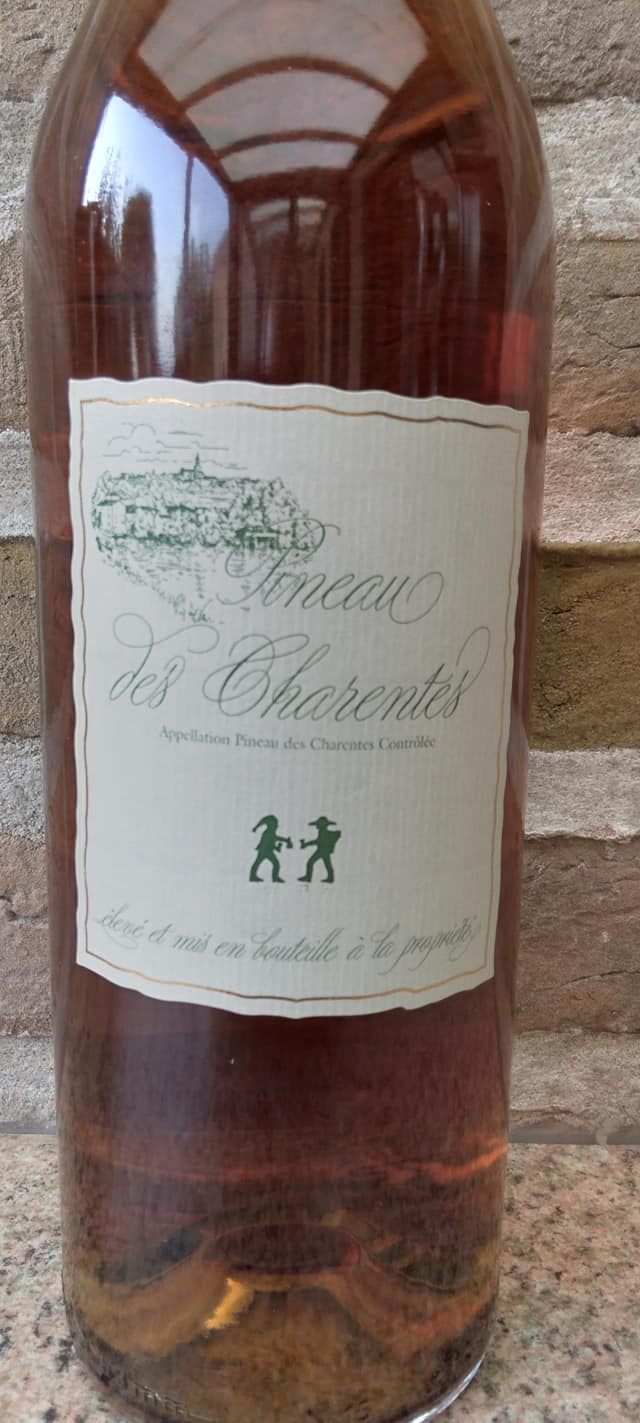 Pineau
des Charentes
Appellation Pineau des Charentes Contrôlée
élevé et mis en bouteille à la propriété